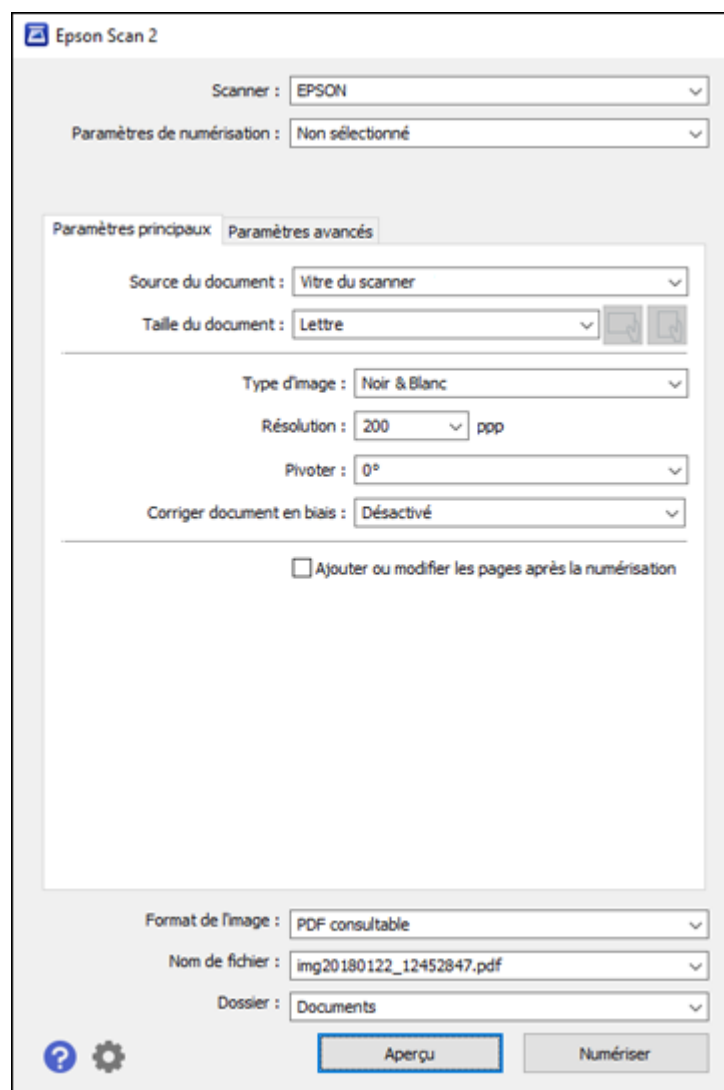 Epson Scan 2
Scanner : EPSON
Paramètres de numérisation : Non sélectionné
Paramètres principaux Paramètres avancés
Source du document : Vitre du scanner
Taille du document : Lettre
Type d'image : Noir & Blanc
Résolution : 200 ppp
Pivoter : 0°
Corriger document en biais : Désactivé
Ajouter ou modifier les pages après la numérisation
Format de l'image : PDF consultable
Nom de fichier : img20180122_12452847.pdf
Dossier : Documents
? Aperçu Numériser